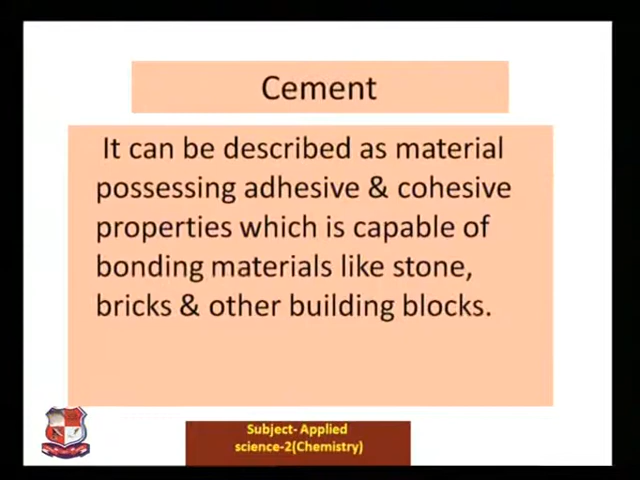 Cement
It can be described as material
possessing adhesive & cohesive
properties which is capable of
bonding materials like stone,
bricks & other building blocks.
Subject- Applied
science-2(Chemistry)